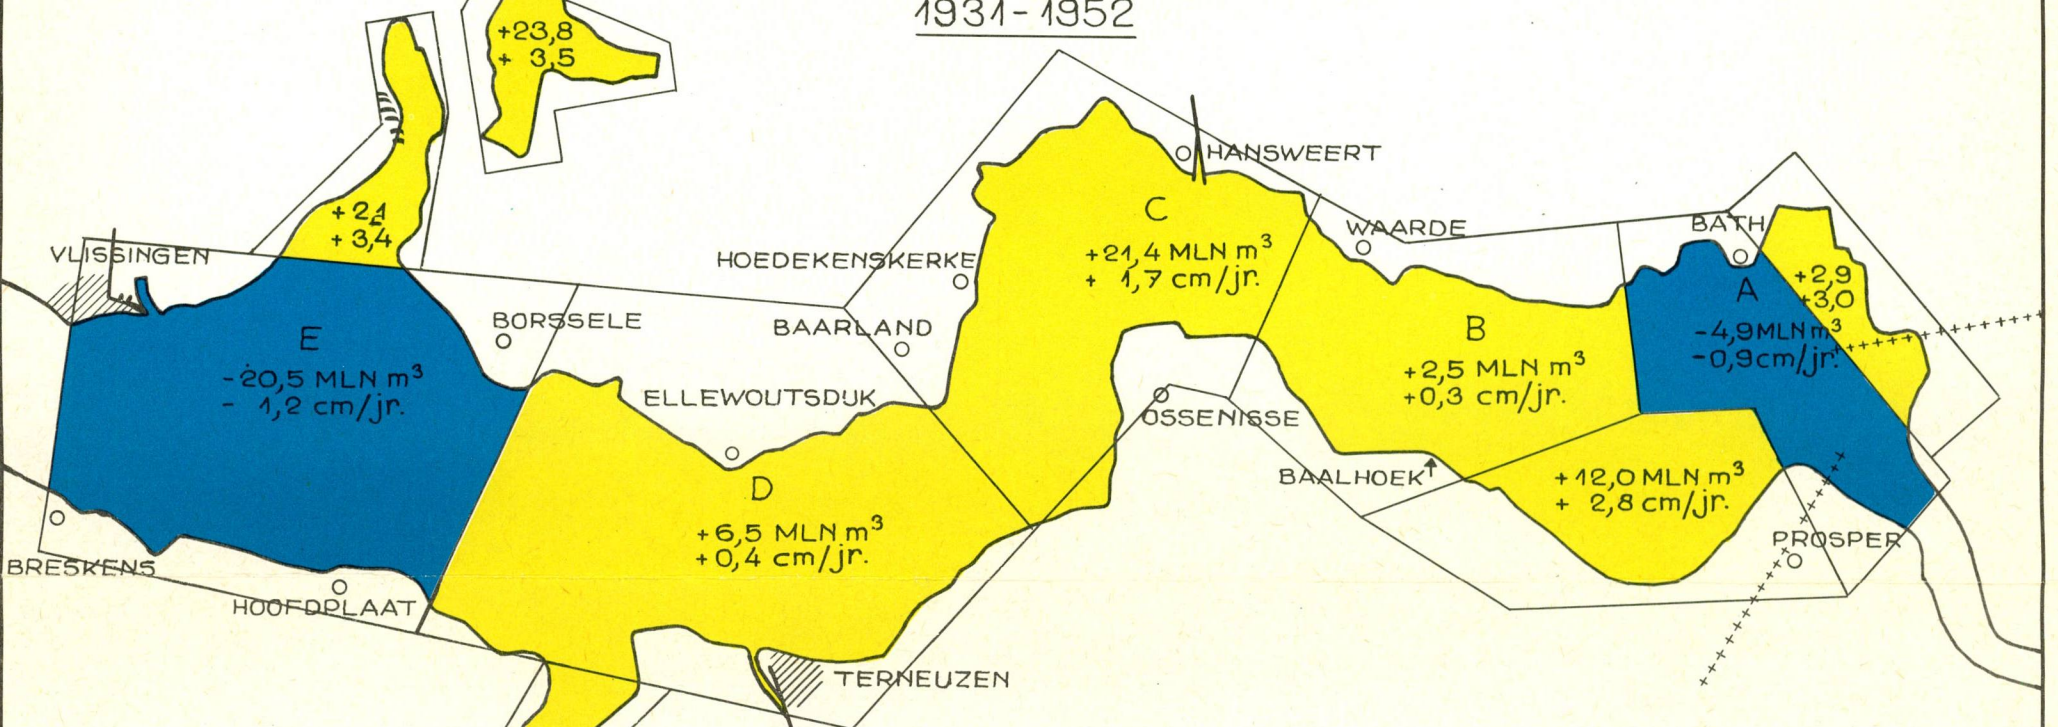 1931-1952
+23,8
+ 3,5
HANSWEERT
+ 2,1
+ 3,4
C
WAARDE
BATH
VLISSINGEN
HOEDEKENSKERKE
+21,4 MLN m³
+ 1,7 cm/jr.
+2,9
+3,0
A
BORSSELE
BAARLAND
B
-4,9 MLN m³
-0,9 cm/jr.
E
-20,5 MLN m³
- 1,2 cm/jr.
+2,5 MLN m³
+0,3 cm/jr.
ELLEWOUTSDIJK
OSSENISSE
BAALHOEK
+12,0 MLN m³
+ 2,8 cm/jr.
D
+6,5 MLN m³
+0,4 cm/jr.
PROSPER
BRESKENS
HOOFDPLAAT
TERNEUZEN